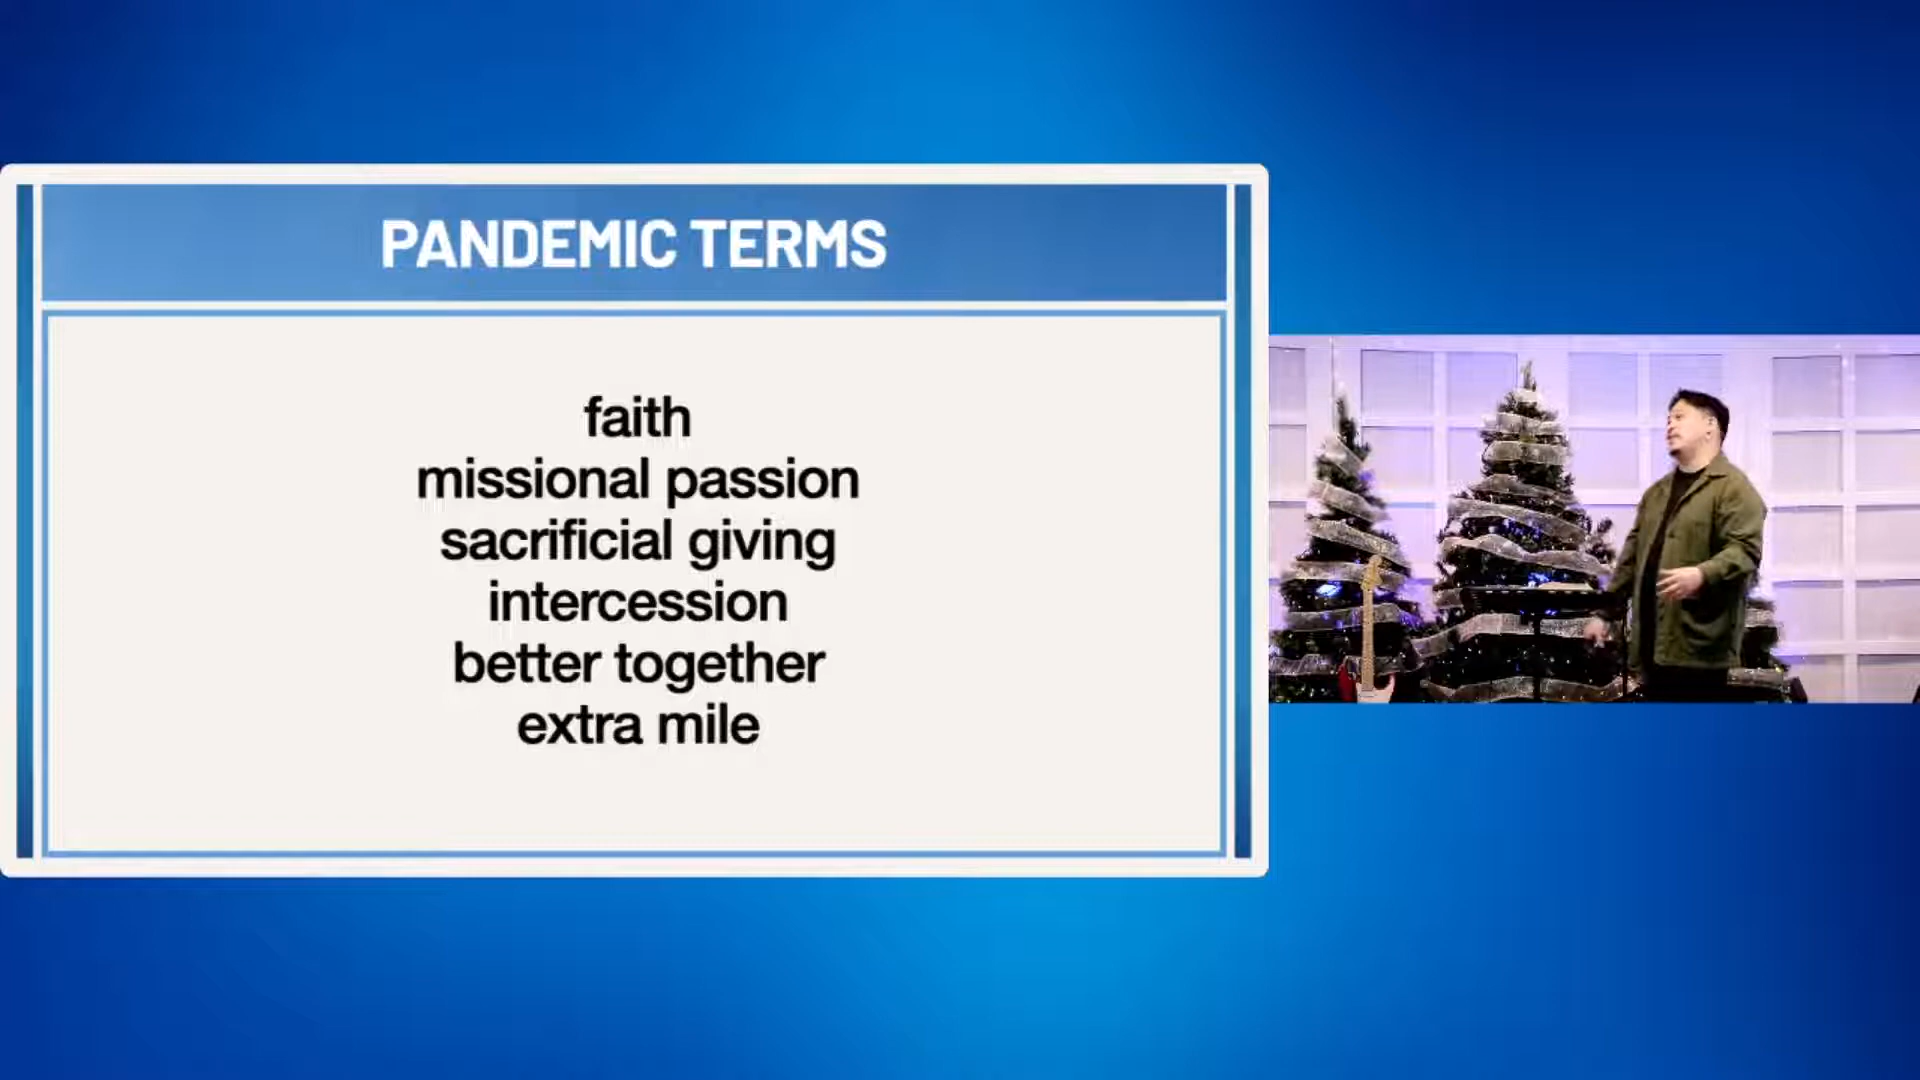 PANDEMIC TERMS
faith
missional passion
sacrificial giving
intercession
better together
extra mile